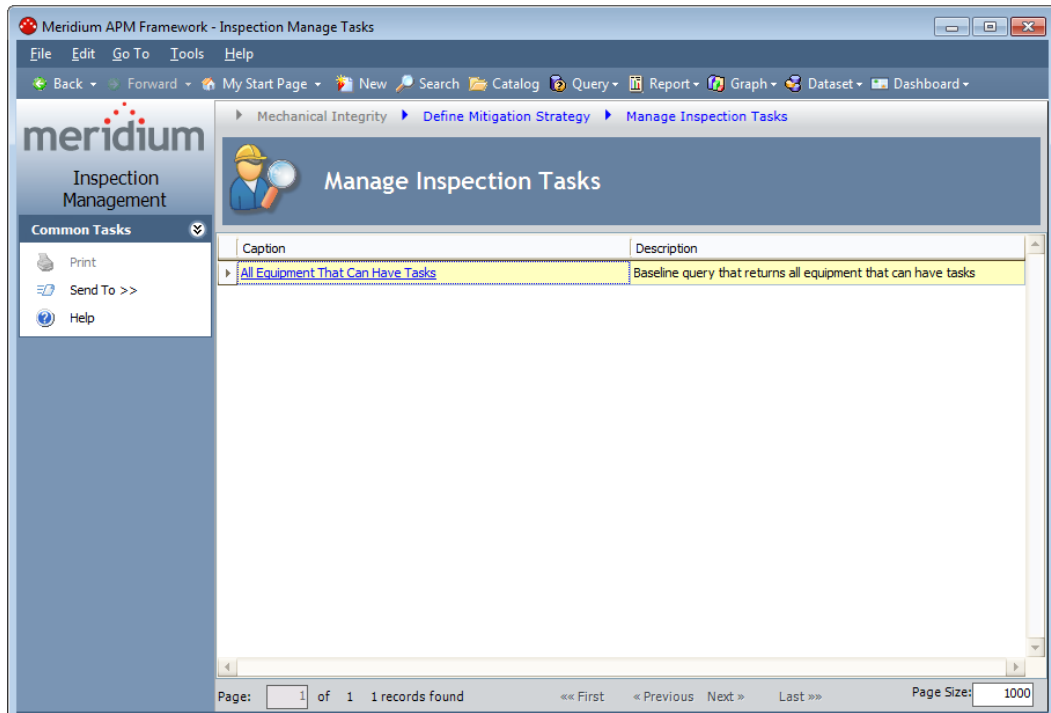 Meridium APM Framework - Inspection Manage Tasks
File Edit Go To Tools Help
Back Forward My Start Page New Search Catalog Query Report Graph Dataset Dashboard
meridium
Inspection
Management
Common Tasks
Print
Send To >>
Help
Mechanical Integrity Define Mitigation Strategy Manage Inspection Tasks
Manage Inspection Tasks
Caption Description
All Equipment That Can Have Tasks Baseline query that returns all equipment that can have tasks
Page: 1 of 1 1 records found «« First « Previous Next » Last »» Page Size: 1000